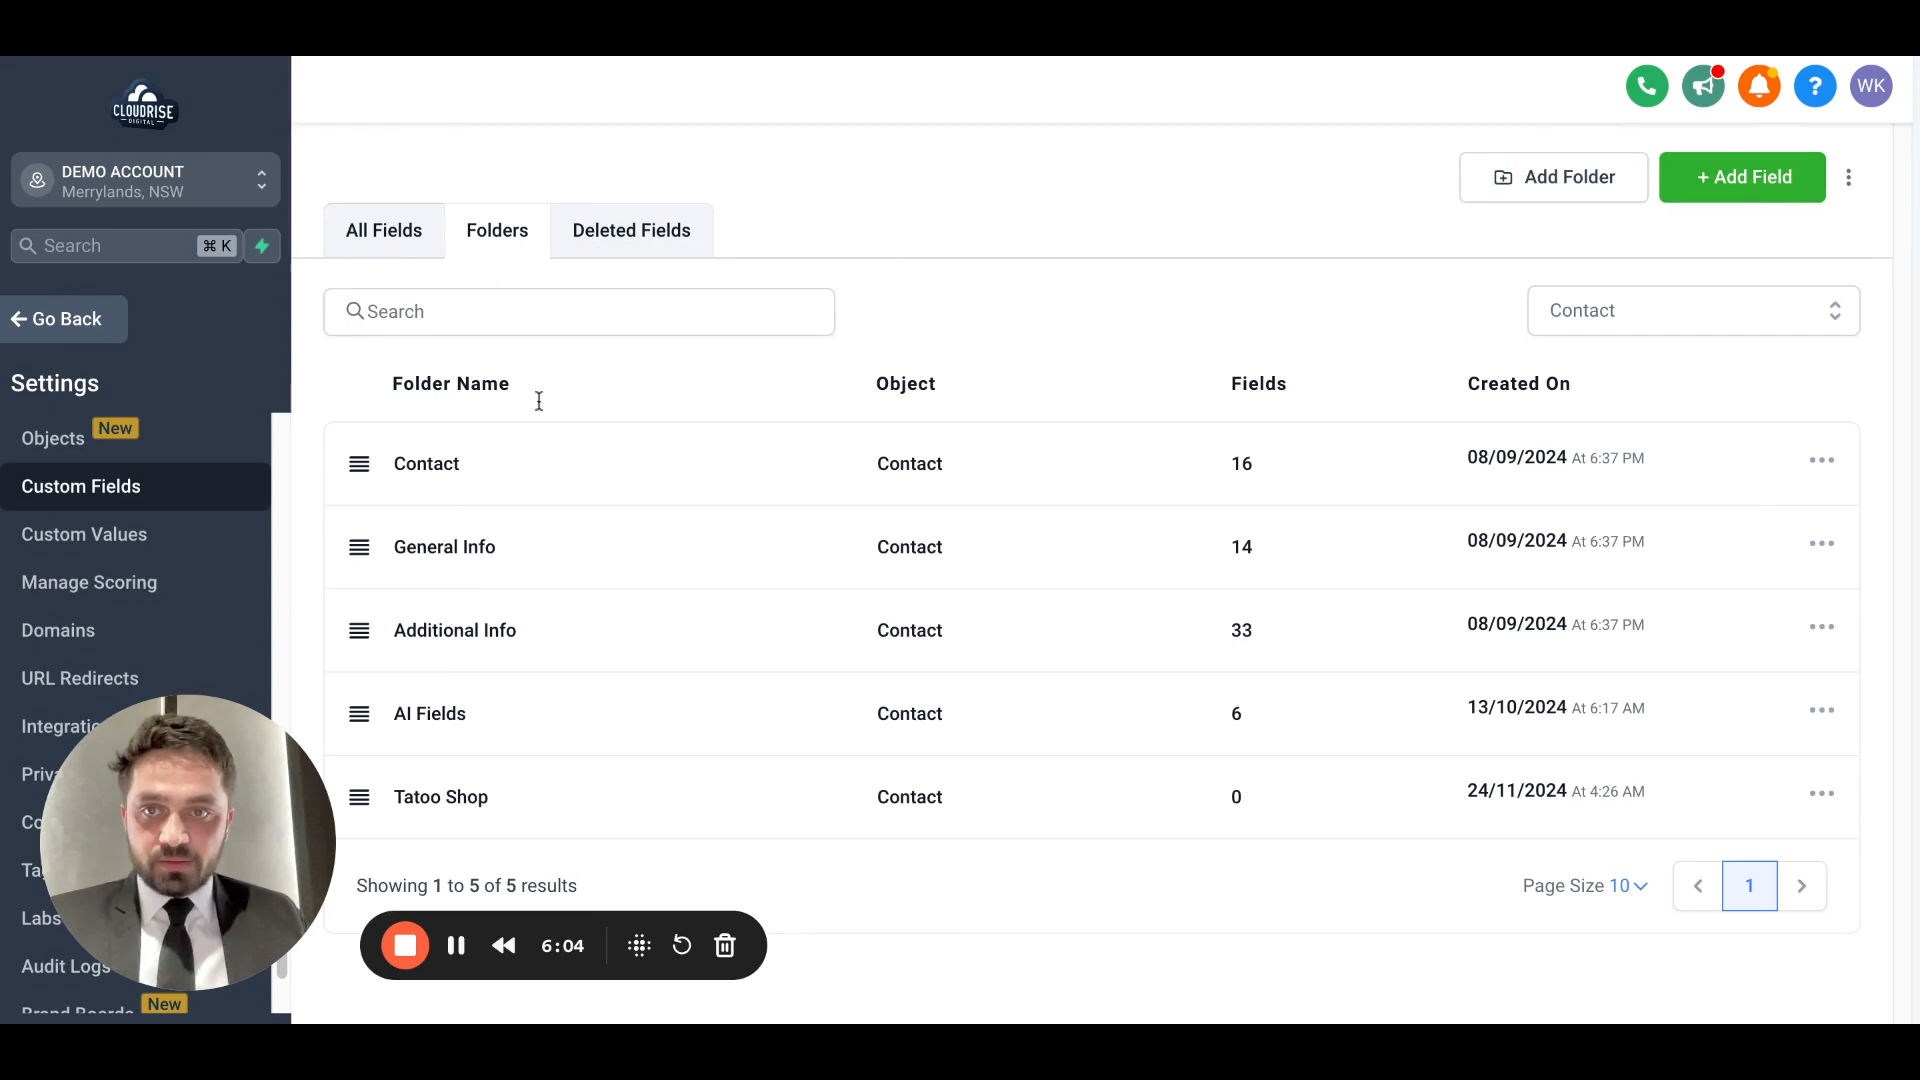 CLOUDRISE
DIGITAL
DEMO ACCOUNT
Merrylands, NSW
Search
⌘ K
Go Back
Settings
Objects New
Custom Fields
Custom Values
Manage Scoring
Domains
URL Redirects
Integratio
Priva
Co
Ta
Labs
Audit Logs
Brand Boards New
?
WK
Add Folder
+ Add Field
All Fields
Folders
Deleted Fields
Search
Contact
Folder Name Object Fields Created On
Contact Contact 16 08/09/2024 At 6:37 PM
General Info Contact 14 08/09/2024 At 6:37 PM
Additional Info Contact 33 08/09/2024 At 6:37 PM
AI Fields Contact 6 13/10/2024 At 6:17 AM
Tatoo Shop Contact 0 24/11/2024 At 4:26 AM
Showing 1 to 5 of 5 results
Page Size 10
1
6:04